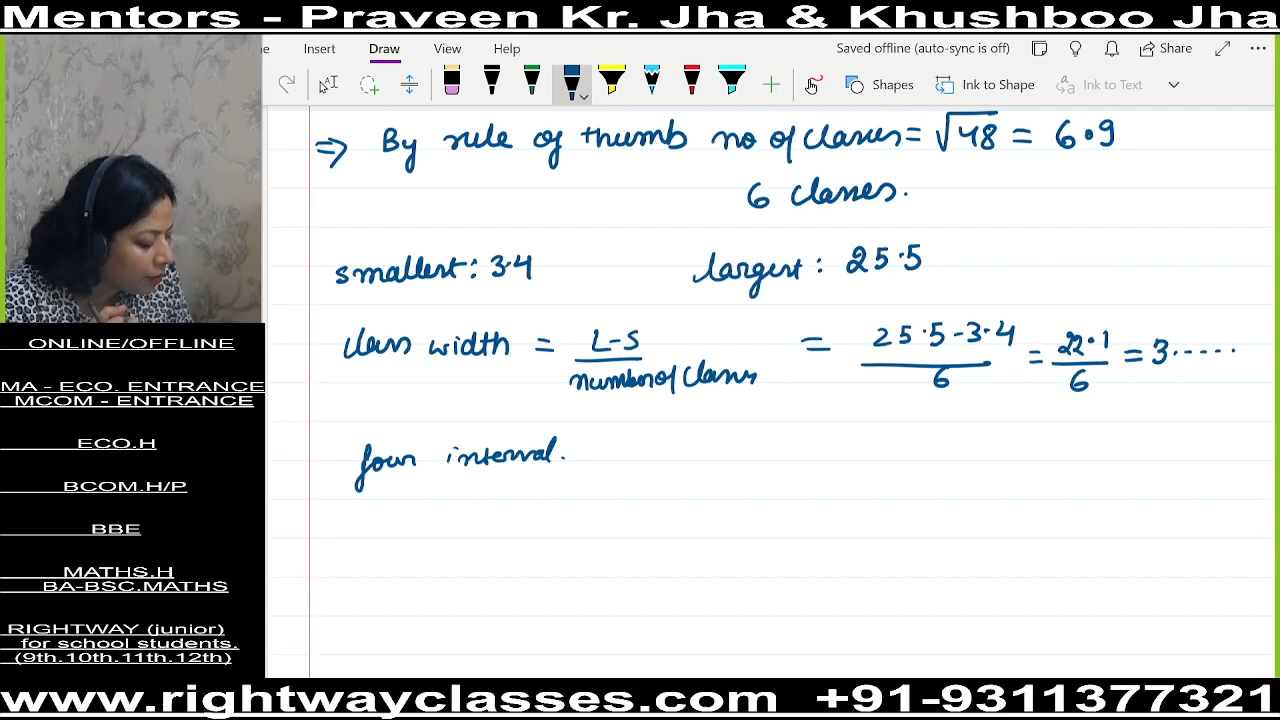 Mentors - Praveen Kr. Jha & Khushboo Jha
Insert Draw View Help Saved offline (auto-sync is off) Share ...
Shapes Ink to Shape Ink to Text
⇒ By rule of thumb no of classes = √48 = 6.9
6 classes.
smallest : 3.4 largest : 25.5
class width = L-S / number of classes = 25.5-3.4 / 6 = 22.1 / 6 = 3......
four interval.
ONLINE/OFFLINE
MA - ECO. ENTRANCE
MCOM - ENTRANCE
ECO.H
BCOM.H/P
BBE
MATHS.H
BA-BSC.MATHS
RIGHTWAY (junior)
for school students.
(9th.10th.11th.12th)
www.rightwayclasses.com +91-9311377321